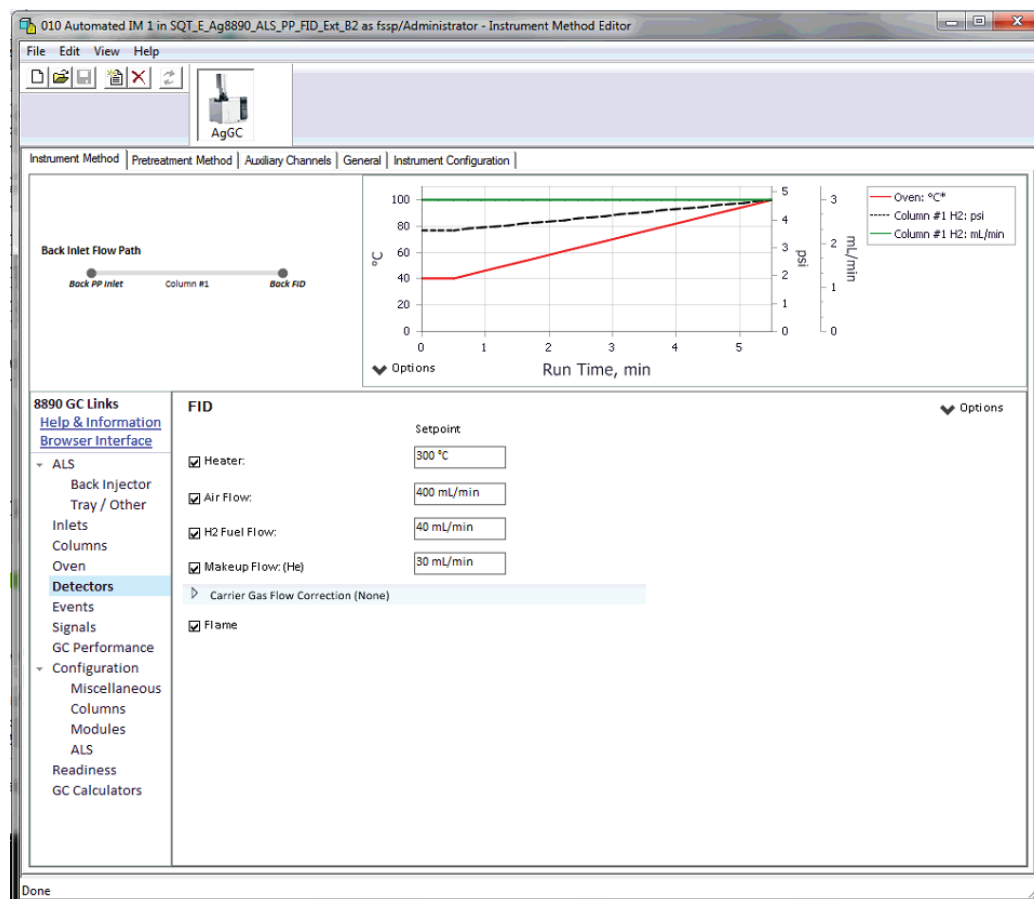 010 Automated IM 1 in SQT_E_Ag8890_ALS_PP_FID_Ext_B2 as fssp/Administrator - Instrument Method Editor
File Edit View Help
AgGC
Instrument Method Pretreatment Method Auxiliary Channels General Instrument Configuration
Back Inlet Flow Path
Back PP Inlet Column #1 Back FID
100
80
60
40
20
0
°C
0 1 2 3 4 5
Run Time, min
5
4
3
2
1
0
psi
3
2
1
0
mL/min
Oven: °C*
Column #1 H2: psi
Column #1 H2: mL/min
Options
8890 GC Links
Help & Information
Browser Interface
ALS
Back Injector
Tray / Other
Inlets
Columns
Oven
Detectors
Events
Signals
GC Performance
Configuration
Miscellaneous
Columns
Modules
ALS
Readiness
GC Calculators
FID
Options
Setpoint
Heater: 300 °C
Air Flow: 400 mL/min
H2 Fuel Flow: 40 mL/min
Makeup Flow: (He) 30 mL/min
Carrier Gas Flow Correction (None)
Flame
Done